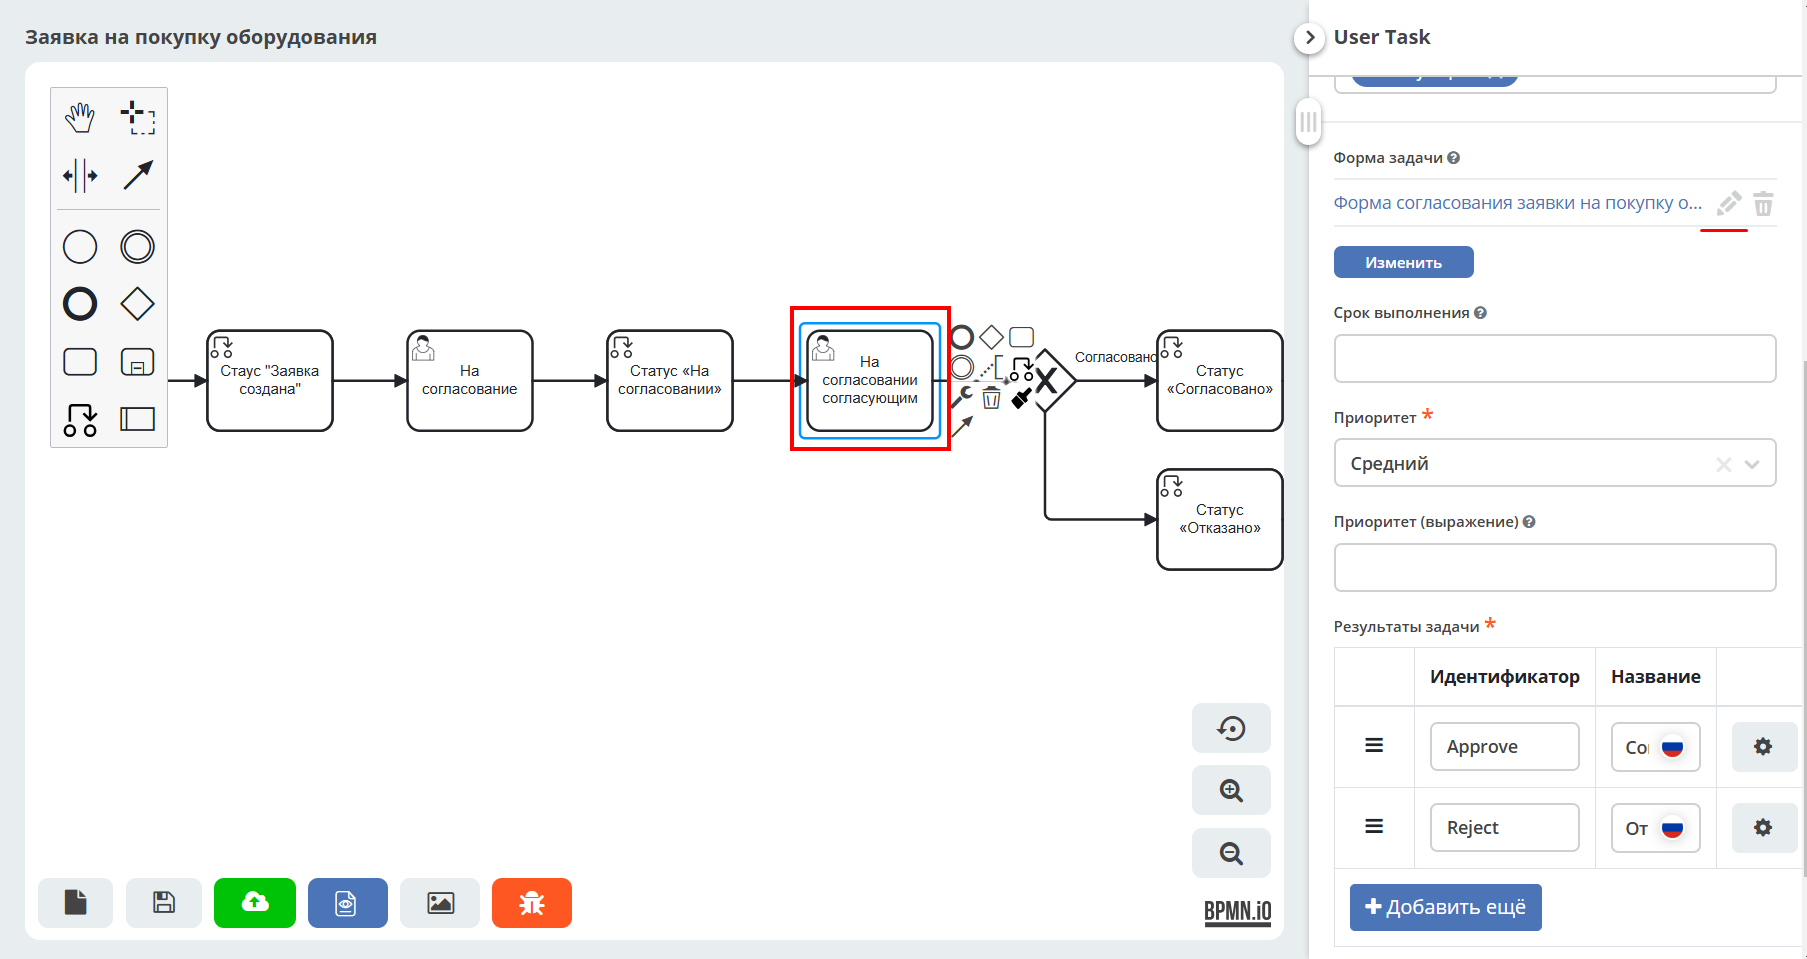 Заявка на покупку оборудования
User Task
Форма задачи
Форма согласования заявки на покупку о...
Изменить
Срок выполнения
Приоритет *
Средний
Приоритет (выражение)
Результаты задачи *
Идентификатор Название
Approve
Reject
От
Добавить ещё
Стаус "Заявка
создана"
На
согласование
Статус «На
согласовании»
На
согласовании
согласующим
Согласовано
Статус
«Согласовано»
Статус
«Отказано»
BPMN.iO